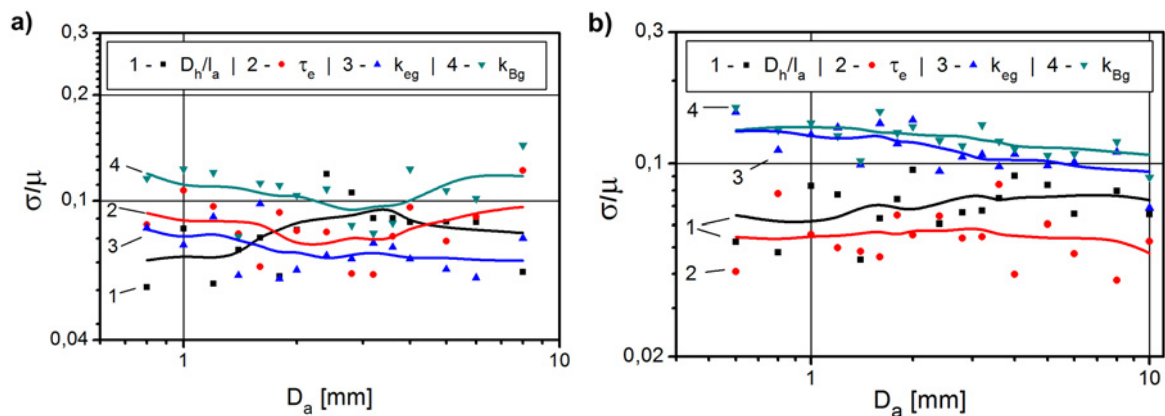 a)
0,3
0,2
0,1
0,04
σ/μ
1 - D_h/l_a | 2 - τ_e | 3 - k_eg | 4 - k_Bg
4
2
3
1
1
10
D_a [mm]
b)
0,3
0,1
0,02
σ/μ
1 - D_h/l_a | 2 - τ_e | 3 - k_eg | 4 - k_Bg
4
3
1
2
1
10
D_a [mm]